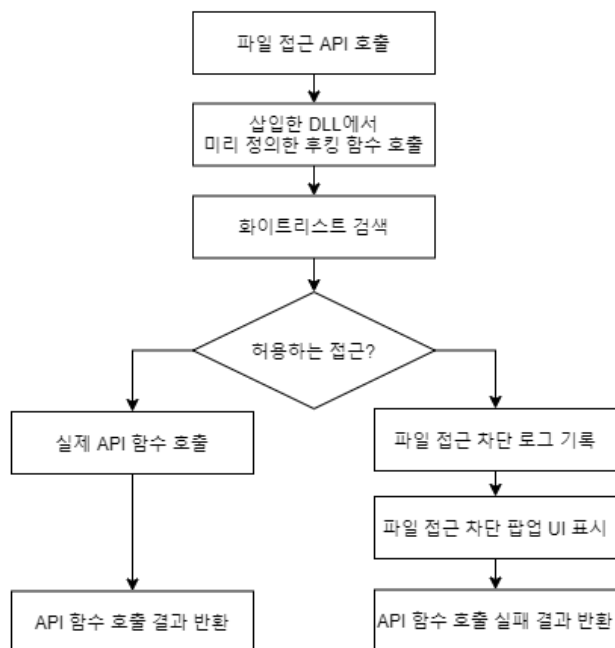 파일 접근 API 호출
삽입한 DLL에서
미리 정의한 후킹 함수 호출
화이트리스트 검색
허용하는 접근?
실제 API 함수 호출
파일 접근 차단 로그 기록
파일 접근 차단 팝업 UI 표시
API 함수 호출 결과 반환
API 함수 호출 실패 결과 반환